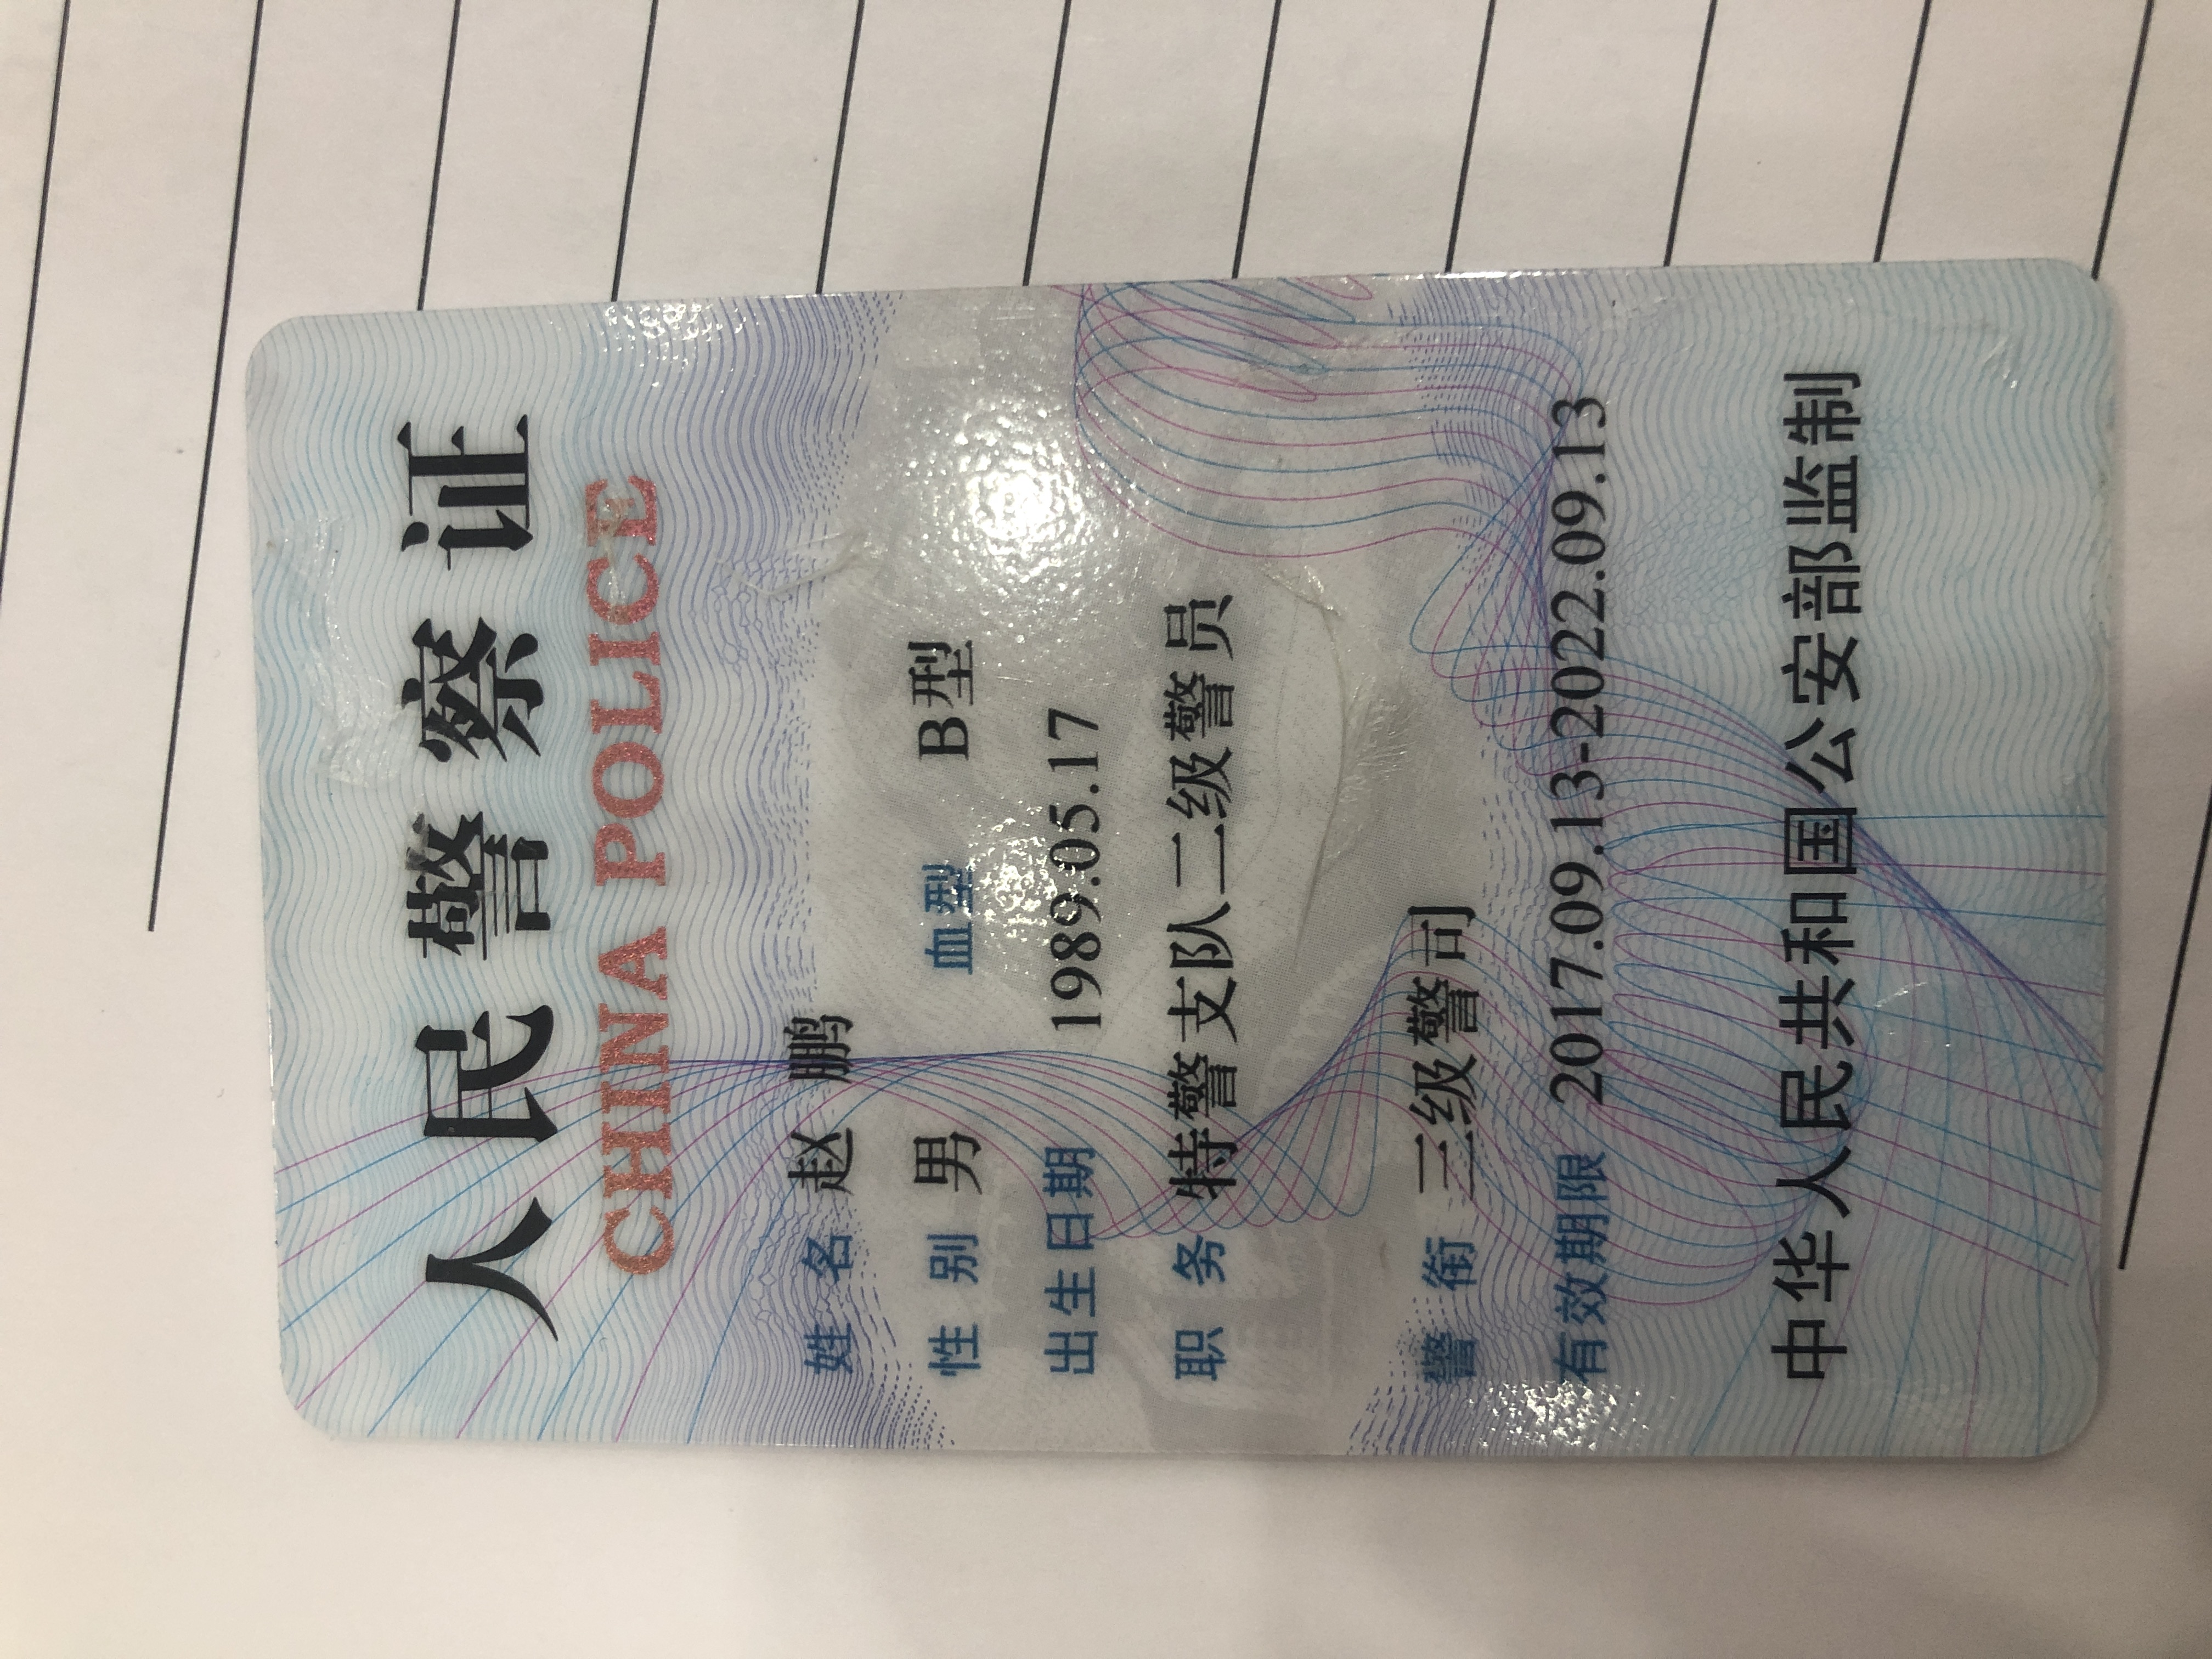 人民警察证
CHINA POLICE
姓名 赵鹏
性别 男 血型 B型
出生日期 1989.05.17
职务 特警支队二级警员
警衔 三级警司
有效期限 2017.09.13-2022.09.13
中华人民共和国公安部监制